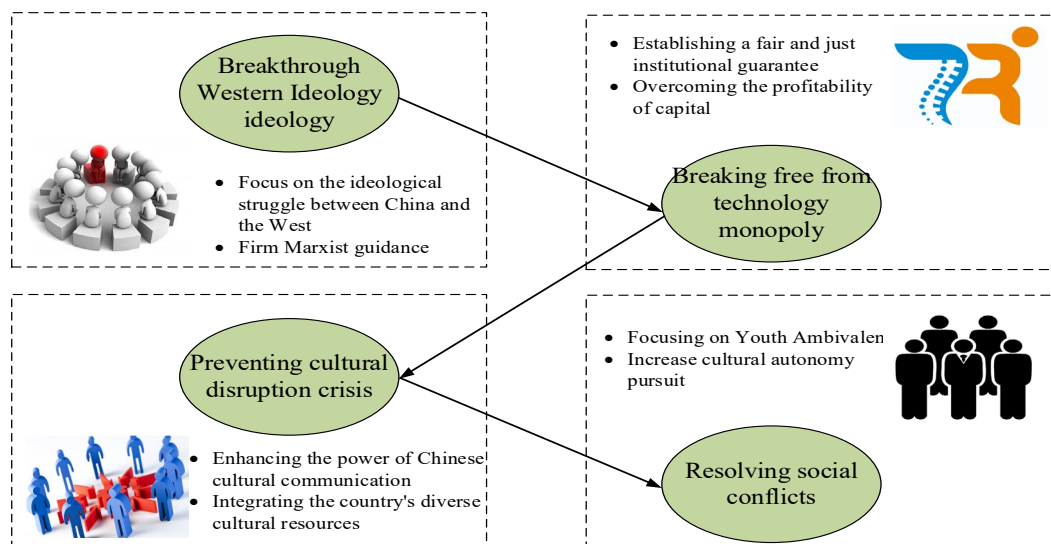 Breakthrough
Western Ideology
ideology
• Focus on the ideological
struggle between China and
the West
• Firm Marxist guidance
• Establishing a fair and just
institutional guarantee
• Overcoming the profitability
of capital
Breaking free from
technology
monopoly
Preventing cultural
disruption crisis
• Enhancing the power of Chinese
cultural communication
• Integrating the country's diverse
cultural resources
• Focusing on Youth Ambivalen
• Increase cultural autonomy
pursuit
Resolving social
conflicts